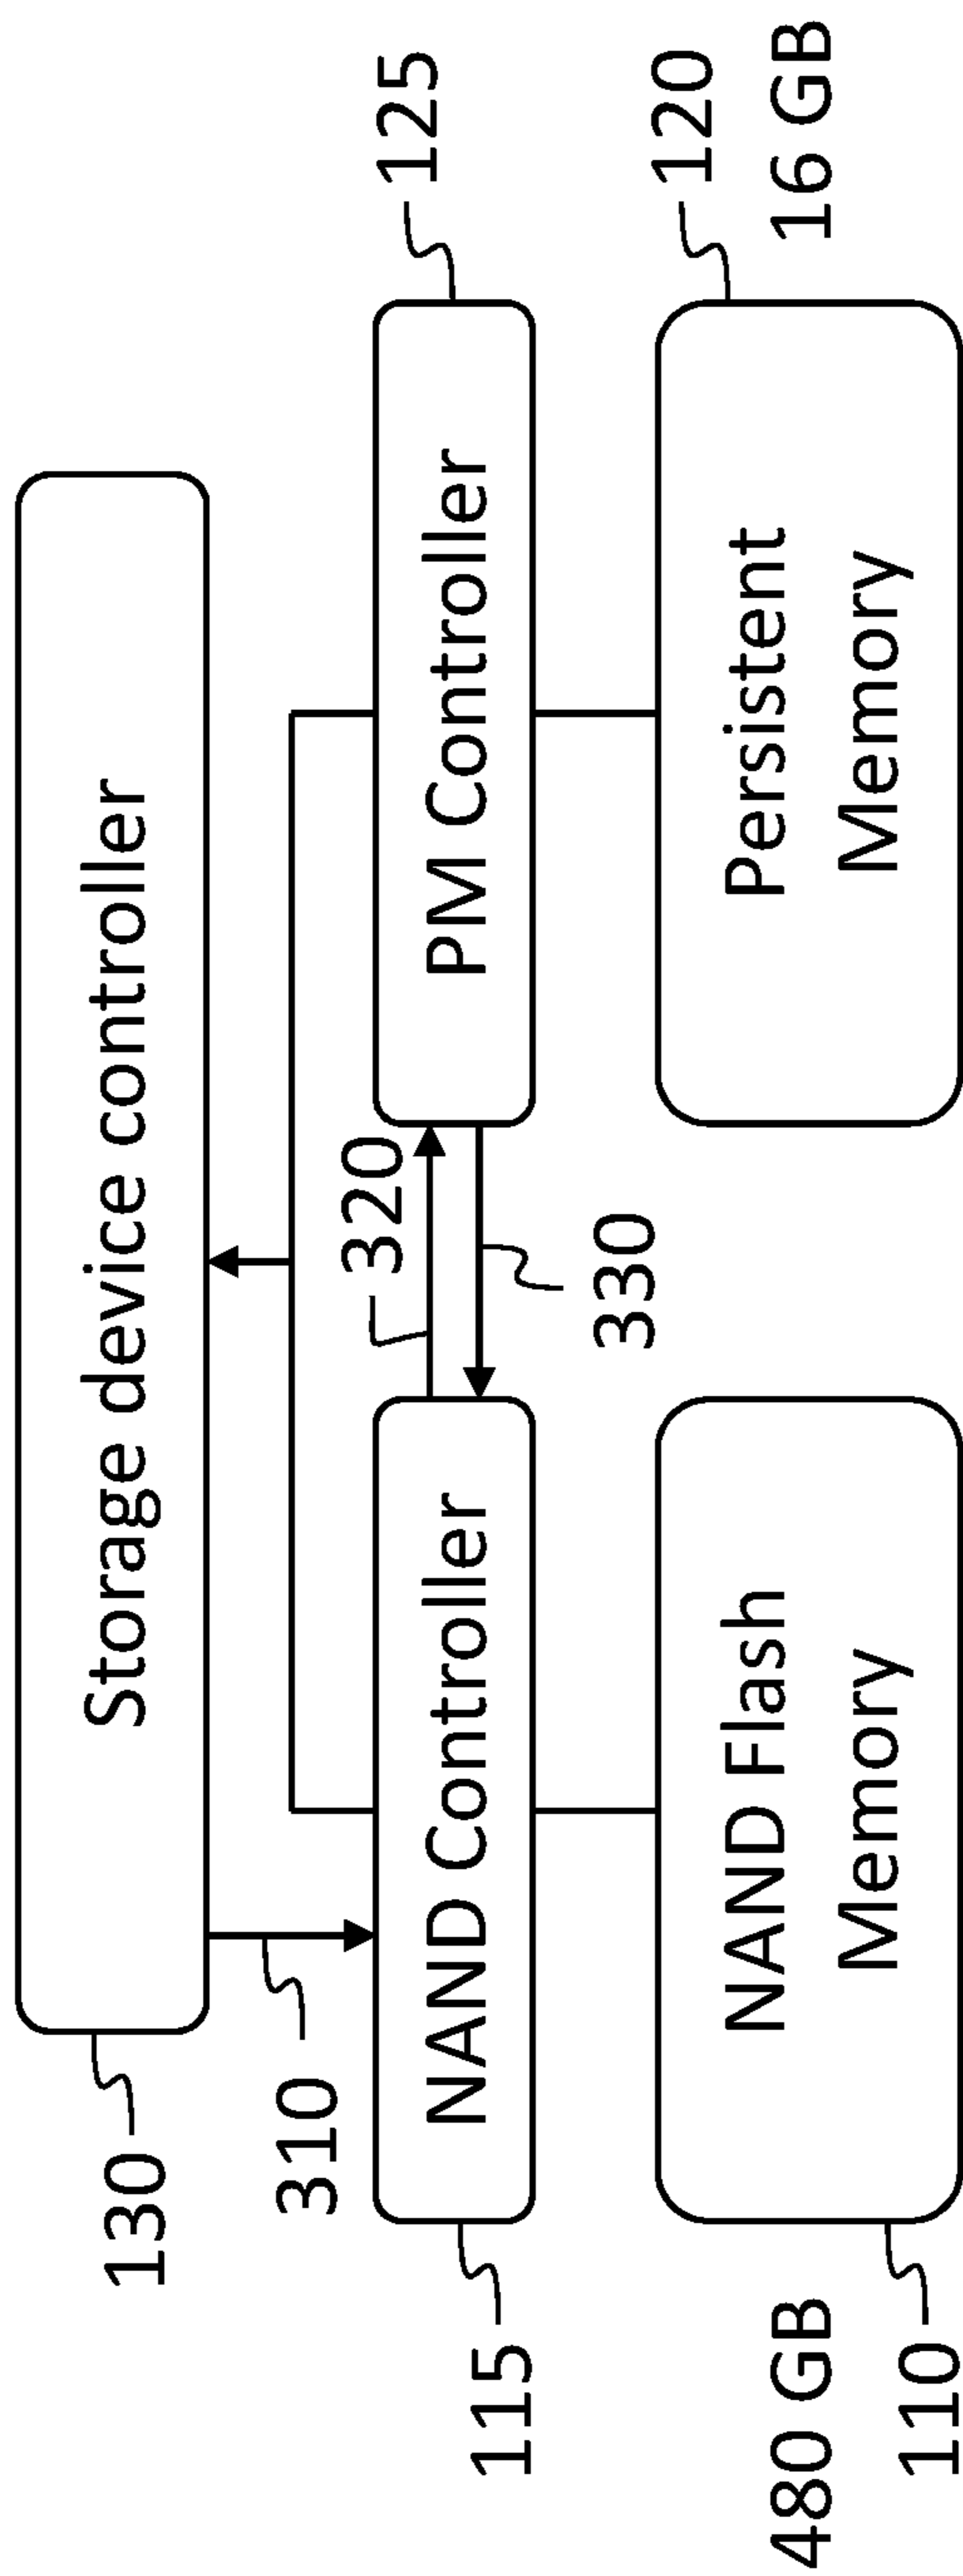 130
Storage device controller
310
320
125
115
NAND Controller
PM Controller
330
120
480 GB
110
NAND Flash
Memory
Persistent
Memory
16 GB